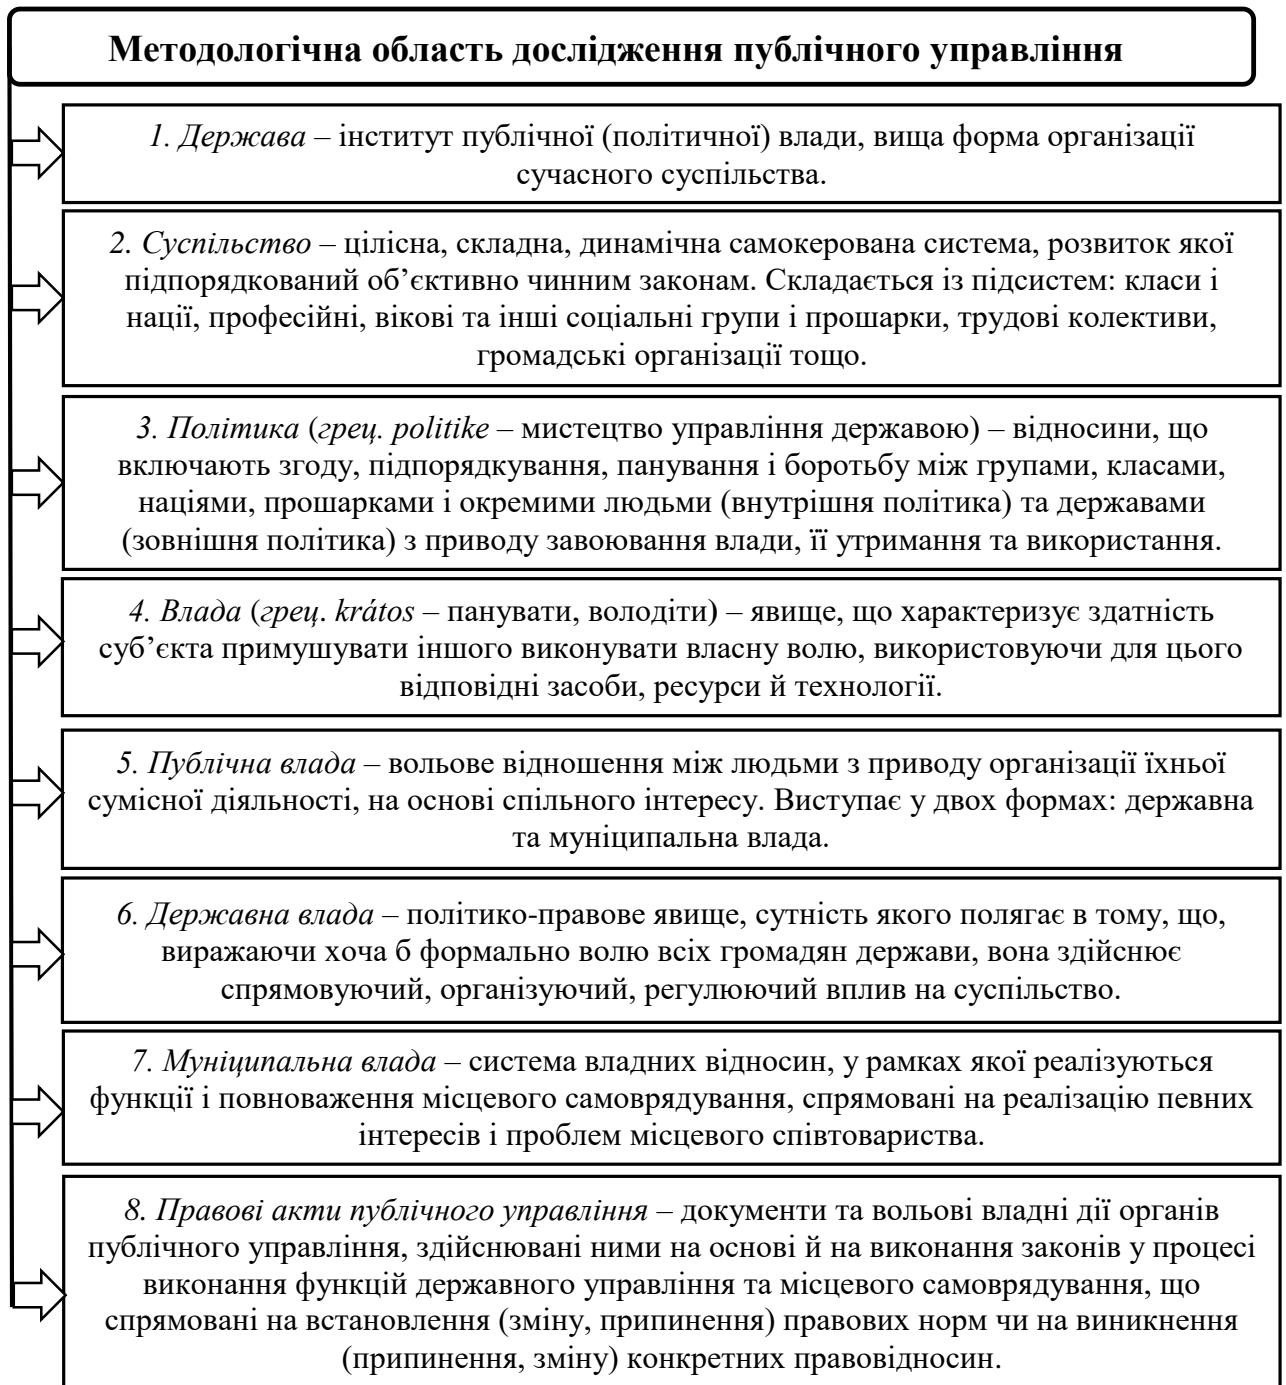 Методологічна область дослідження публічного управління
1. Держава – інститут публічної (політичної) влади, вища форма організації
сучасного суспільства.
2. Суспільство – цілісна, складна, динамічна самокерована система, розвиток якої
підпорядкований об’єктивно чинним законам. Складається із підсистем: класи і
нації, професійні, вікові та інші соціальні групи і прошарки, трудові колективи,
громадські організації тощо.
3. Політика (грец. politike – мистецтво управління державою) – відносини, що
включають згоду, підпорядкування, панування і боротьбу між групами, класами,
націями, прошарками і окремими людьми (внутрішня політика) та державами
(зовнішня політика) з приводу завоювання влади, її утримання та використання.
4. Влада (грец. krátos – панувати, володіти) – явище, що характеризує здатність
суб’єкта примушувати іншого виконувати власну волю, використовуючи для цього
відповідні засоби, ресурси й технології.
5. Публічна влада – вольове відношення між людьми з приводу організації їхньої
сумісної діяльності, на основі спільного інтересу. Виступає у двох формах: державна
та муніципальна влада.
6. Державна влада – політико-правове явище, сутність якого полягає в тому, що,
виражаючи хоча б формально волю всіх громадян держави, вона здійснює
спрямовуючий, організуючий, регулюючий вплив на суспільство.
7. Муніципальна влада – система владних відносин, у рамках якої реалізуються
функції і повноваження місцевого самоврядування, спрямовані на реалізацію певних
інтересів і проблем місцевого співтовариства.
8. Правові акти публічного управління – документи та вольові владні дії органів
публічного управління, здійснювані ними на основі й на виконання законів у процесі
виконання функцій державного управління та місцевого самоврядування, що
спрямовані на встановлення (зміну, припинення) правових норм чи на виникнення
(припинення, зміну) конкретних правовідносин.